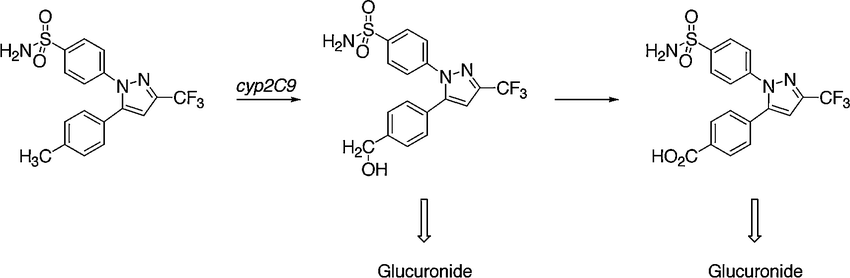 O
H₂N S
O
N N
CF₃
H₃C
cyp2C9
O
H₂N S
O
N N
CF₃
H₂C
OH
O
H₂N S
O
N N
CF₃
HO₂C
Glucuronide
Glucuronide